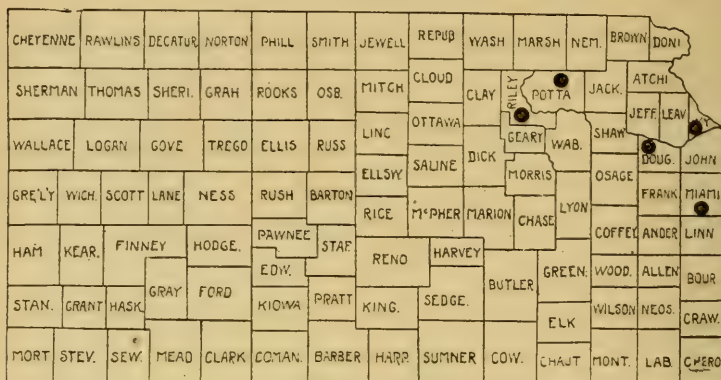 CHEYENNE RAWLINS DECATUR NORTON PHILL SMITH JEWELL REPUB WASH MARSH NEM. BROWN DONI
SHERMAN THOMAS SHERI. GRAH ROOKS OSB. MITCH CLOUD CLAY RILEY POTTA JACK. ATCHI
JEFF. LEAV
WALLACE LOGAN GOVE TREGO ELLIS RUSS LINC OTTAWA DICK GEARY WAB. SHAW DOUG. JOHN
ELLSW. SALINE MORRIS OSAGE
GRE'L'Y WICH. SCOTT LANE NESS RUSH BARTON RICE McPHER MARION CHASE LYON FRANK MIAMI
HAM KEAR. FINNEY HODGE. PAWNEE STAF. RENO HARVEY COFFEY ANDER LINN
EDW.
STAN. GRANT HASK. GRAY FORD KIOWA PRATT KING. SEDGE. BUTLER GREEN. WOOD. ALLEN BOUR
ELK WILSON NEOS. CRAW.
MORT STEV. SEW. MEAD CLARK COMAN. BARBER HARP. SUMNER COW. CHAUT MONT. LAB. CHERO